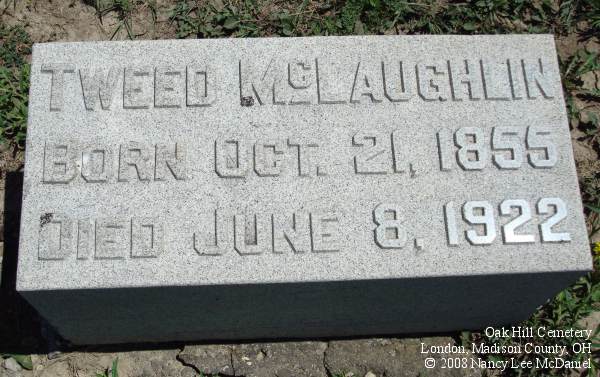 TWEED McLAUGHLIN
BORN OCT. 21, 1855
DIED JUNE 8, 1922
Oak Hill Cemetery
London, Madison County, OH
© 2008 Nancy Lee McDaniel